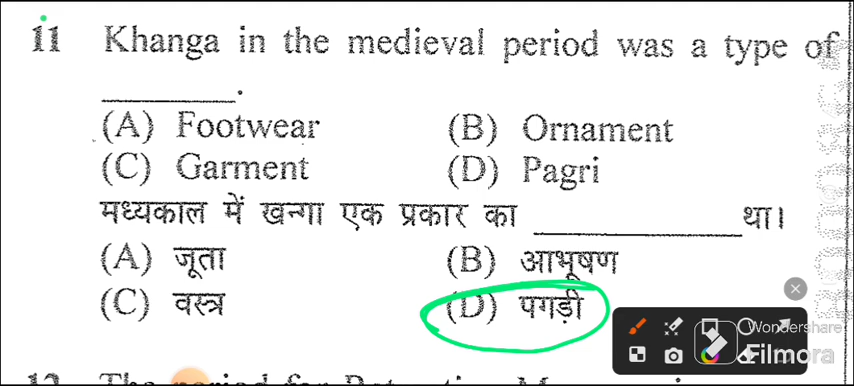 11 Khanga in the medieval period was a type of
________.
(A) Footwear (B) Ornament
(C) Garment (D) Pagri
मध्यकाल में खन्गा एक प्रकार का ____________ था।
(A) जूता (B) आभूषण
(C) वस्त्र (D) पगड़ी
Wondershare
Filmora